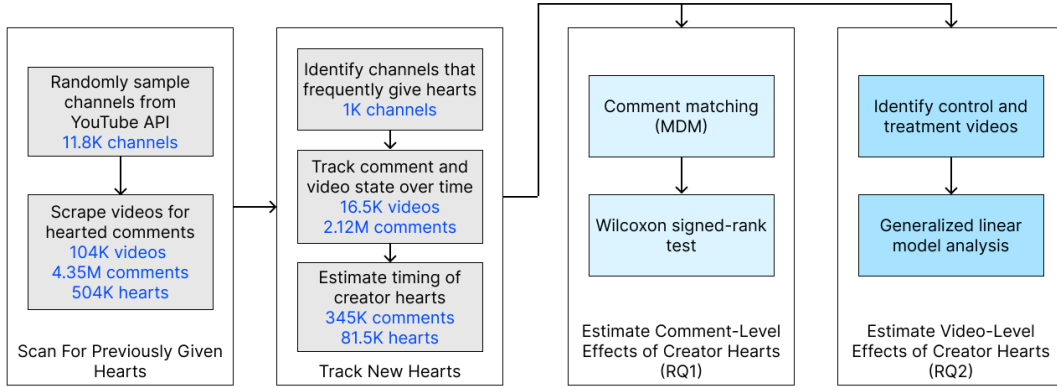 Randomly sample
channels from
YouTube API
11.8K channels
Scrape videos for
hearted comments
104K videos
4.35M comments
504K hearts
Scan For Previously Given
Hearts
Identify channels that
frequently give hearts
1K channels
Track comment and
video state over time
16.5K videos
2.12M comments
Estimate timing of
creator hearts
345K comments
81.5K hearts
Track New Hearts
Comment matching
(MDM)
Wilcoxon signed-rank
test
Estimate Comment-Level
Effects of Creator Hearts
(RQ1)
Identify control and
treatment videos
Generalized linear
model analysis
Estimate Video-Level
Effects of Creator Hearts
(RQ2)